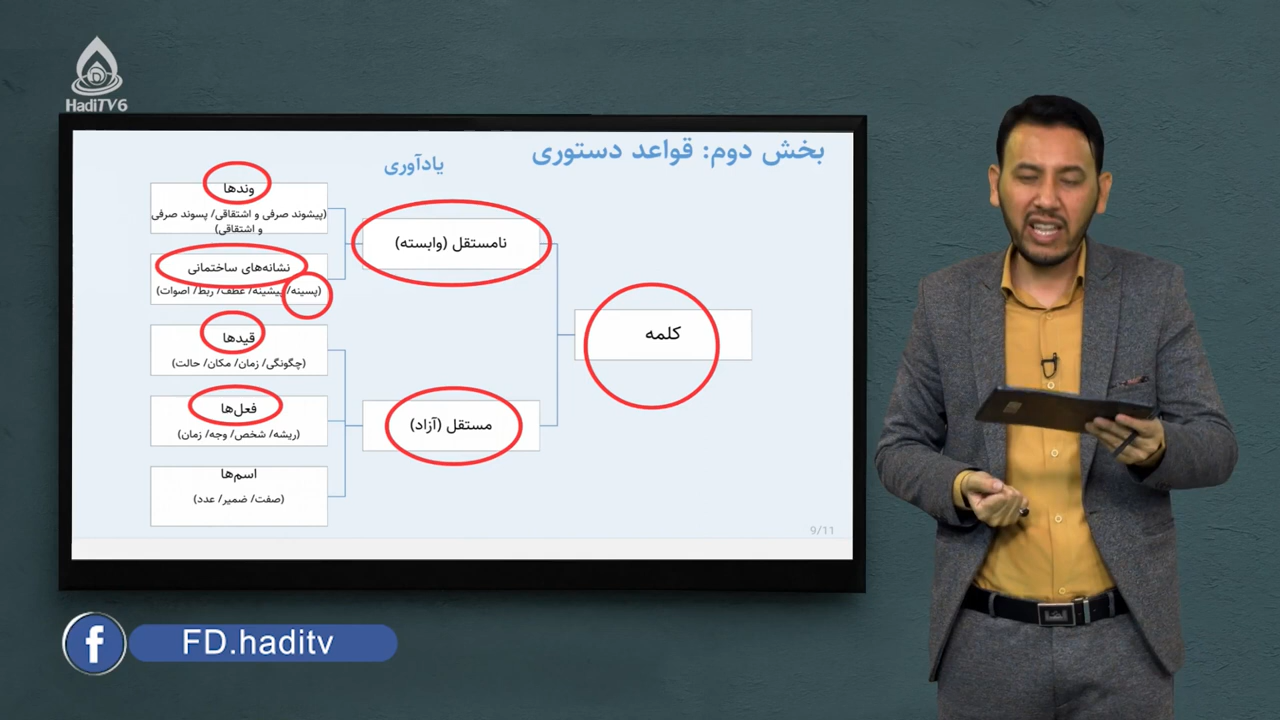 HadiTV6
بخش دوم: قواعد دستوری
یادآوری
کلمه
نامستقل (وابسته)
وندها
(پیشوند صرفی و اشتقاقی/ پسوند صرفی
و اشتقاقی)
نشانه‌های ساختمانی
(پسینه/ پیشینه/ عطف/ ربط/ اصوات)
مستقل (آزاد)
قیدها
(چگونگی/ زمان/ مکان/ حالت)
فعل‌ها
(ریشه/ شخص/ وجه/ زمان)
اسم‌ها
(صفت/ ضمیر/ عدد)
9/11
f FD.haditv